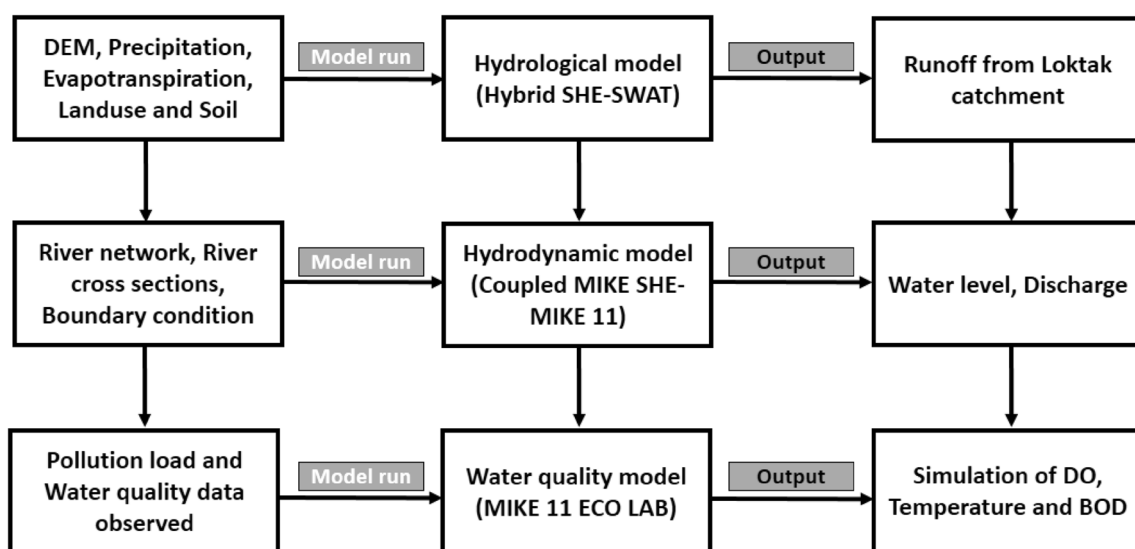 DEM, Precipitation,
Evapotranspiration,
Landuse and Soil
Model run
Hydrological model
(Hybrid SHE-SWAT)
Output
Runoff from Loktak
catchment
River network, River
cross sections,
Boundary condition
Model run
Hydrodynamic model
(Coupled MIKE SHE-
MIKE 11)
Output
Water level, Discharge
Pollution load and
Water quality data
observed
Model run
Water quality model
(MIKE 11 ECO LAB)
Output
Simulation of DO,
Temperature and BOD